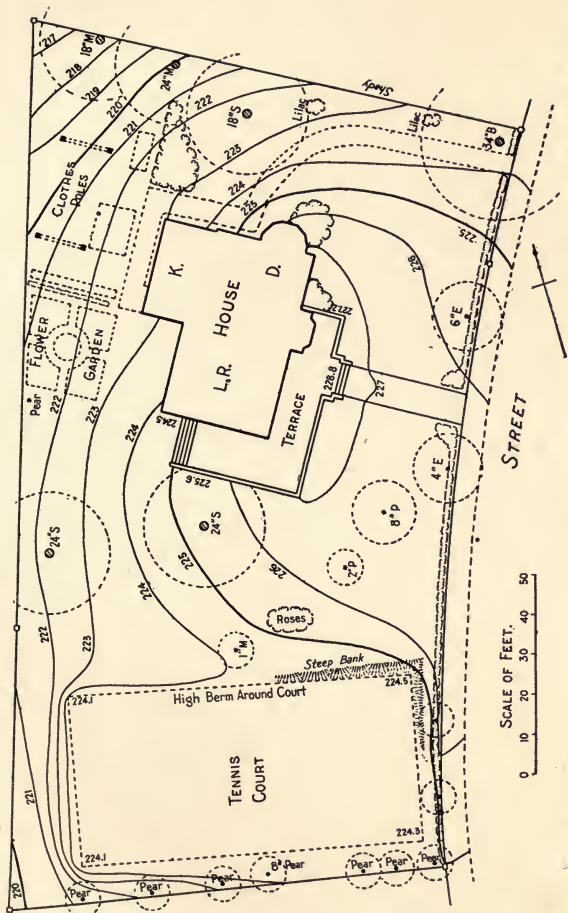 217
218
219
220
221
222
18"M
24"M
18"S
223
Shady
Lilac
Lilac
34"B
CLOTHES
POLES
224
225
225
226
K.
HOUSE
D.
L.R.
FLOWER
GARDEN
Pear
222
223
224
224.5
TERRACE
228.8
227
6"E
STREET
225.6
4"E
24"S
24"S
8"P
2"P
225
226
224
222
223
1"M
Roses
Steep Bank
224.1
High Berm Around Court
224.5
TENNIS
COURT
221
220
224.1
224.3
Pear
Pear
Pear
8" Pear
Pear
Pear
Pear
SCALE OF FEET.
0 10 20 30 40 50